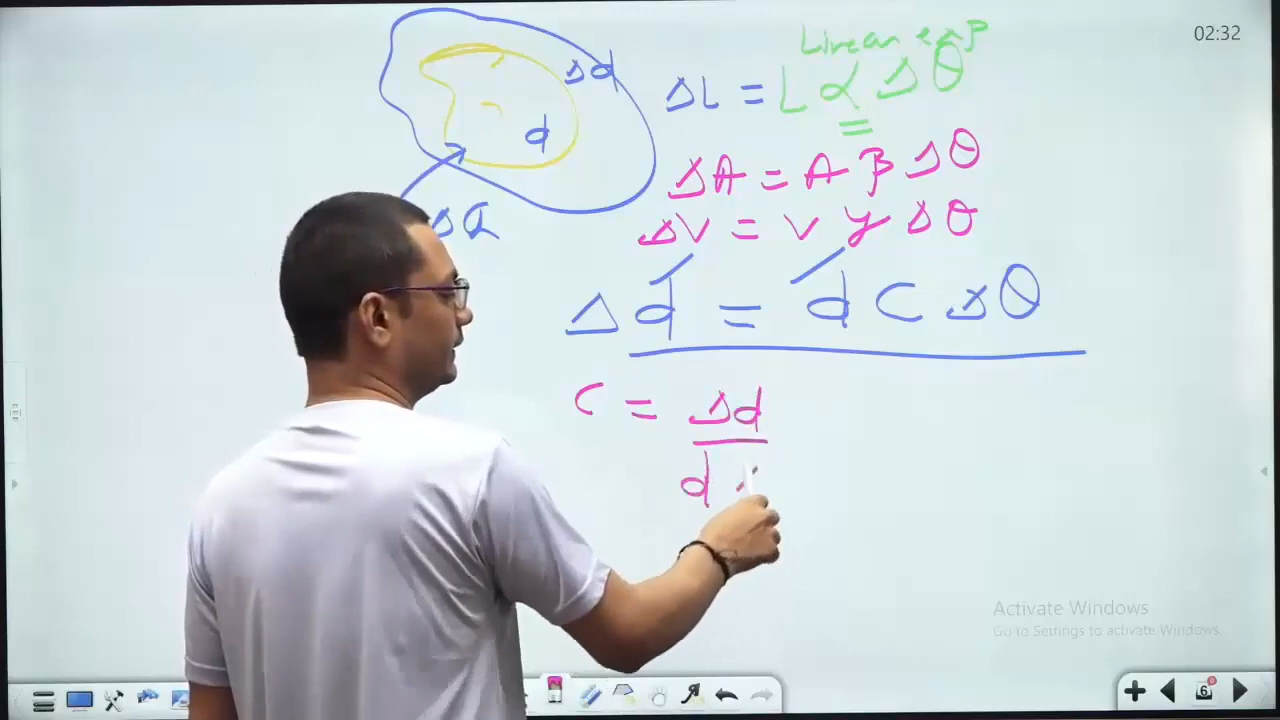 02:32
Linear exp
Δd
d
ΔL = L α Δθ
ΔA = A β Δθ
ΔV = V γ Δθ
ΔQ
Δd = d C Δθ
C = Δd
d
Activate Windows
Go to Settings to activate Windows.
6